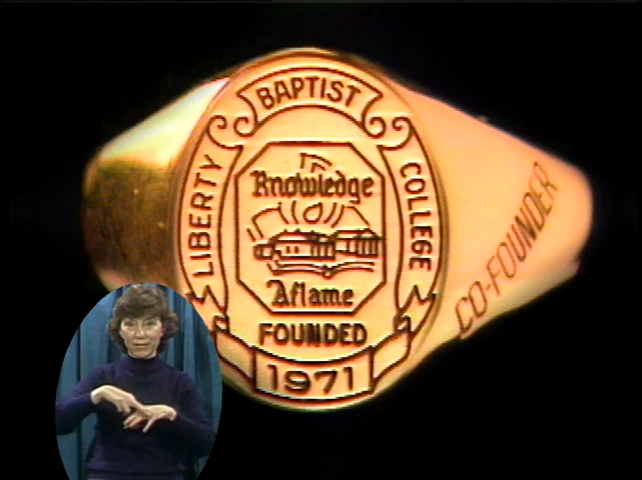 LIBERTY BAPTIST COLLEGE
Knowledge
Aflame
FOUNDED
1971
CO-FOUNDER